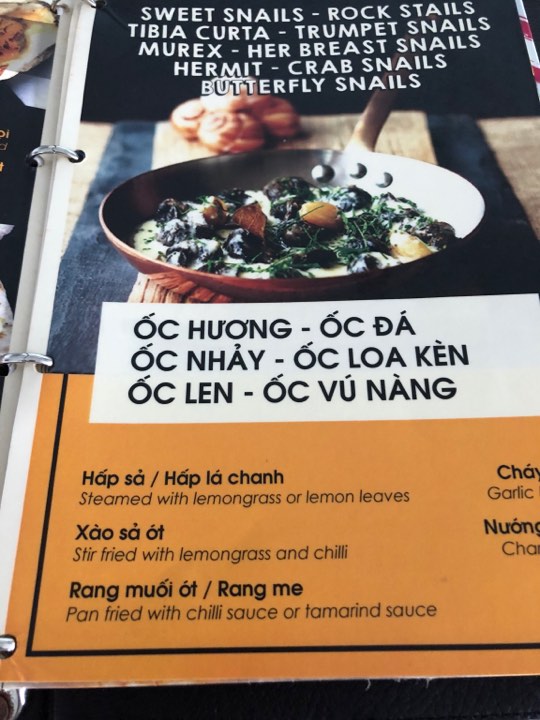 SWEET SNAILS - ROCK STAILS
TIBIA CURTA - TRUMPET SNAILS
MUREX - HER BREAST SNAILS
HERMIT - CRAB SNAILS
BUTTERFLY SNAILS
ỐC HƯƠNG - ỐC ĐÁ
ỐC NHẢY - ỐC LOA KÈN
ỐC LEN - ỐC VÚ NÀNG
Hấp sả / Hấp lá chanh
Steamed with lemongrass or lemon leaves
Xào sả ớt
Stir fried with lemongrass and chilli
Rang muối ớt / Rang me
Pan fried with chilli sauce or tamarind sauce
Cháy
Garlic
Nướng
Char